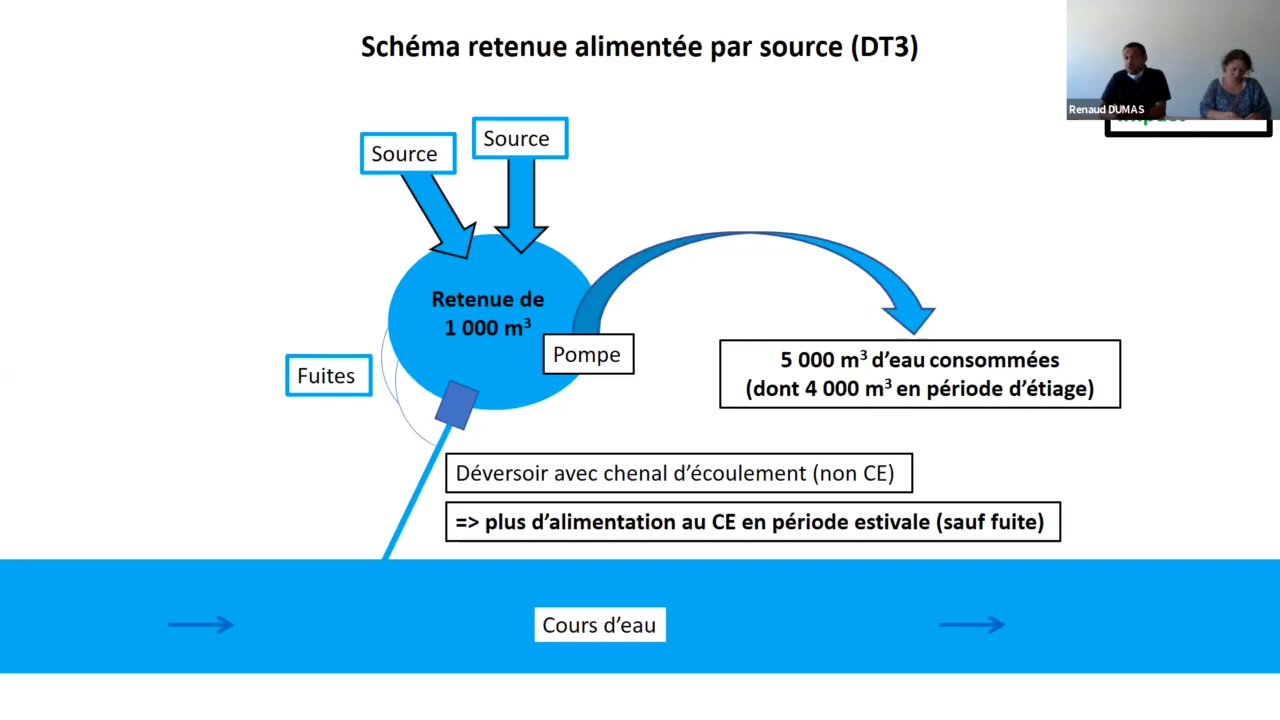 Schéma retenue alimentée par source (DT3)
Renaud DUMAS
Source
Source
Retenue de
1 000 m³
Pompe
Fuites
5 000 m³ d’eau consommées
(dont 4 000 m³ en période d’étiage)
Déversoir avec chenal d’écoulement (non CE)
=> plus d’alimentation au CE en période estivale (sauf fuite)
Cours d’eau